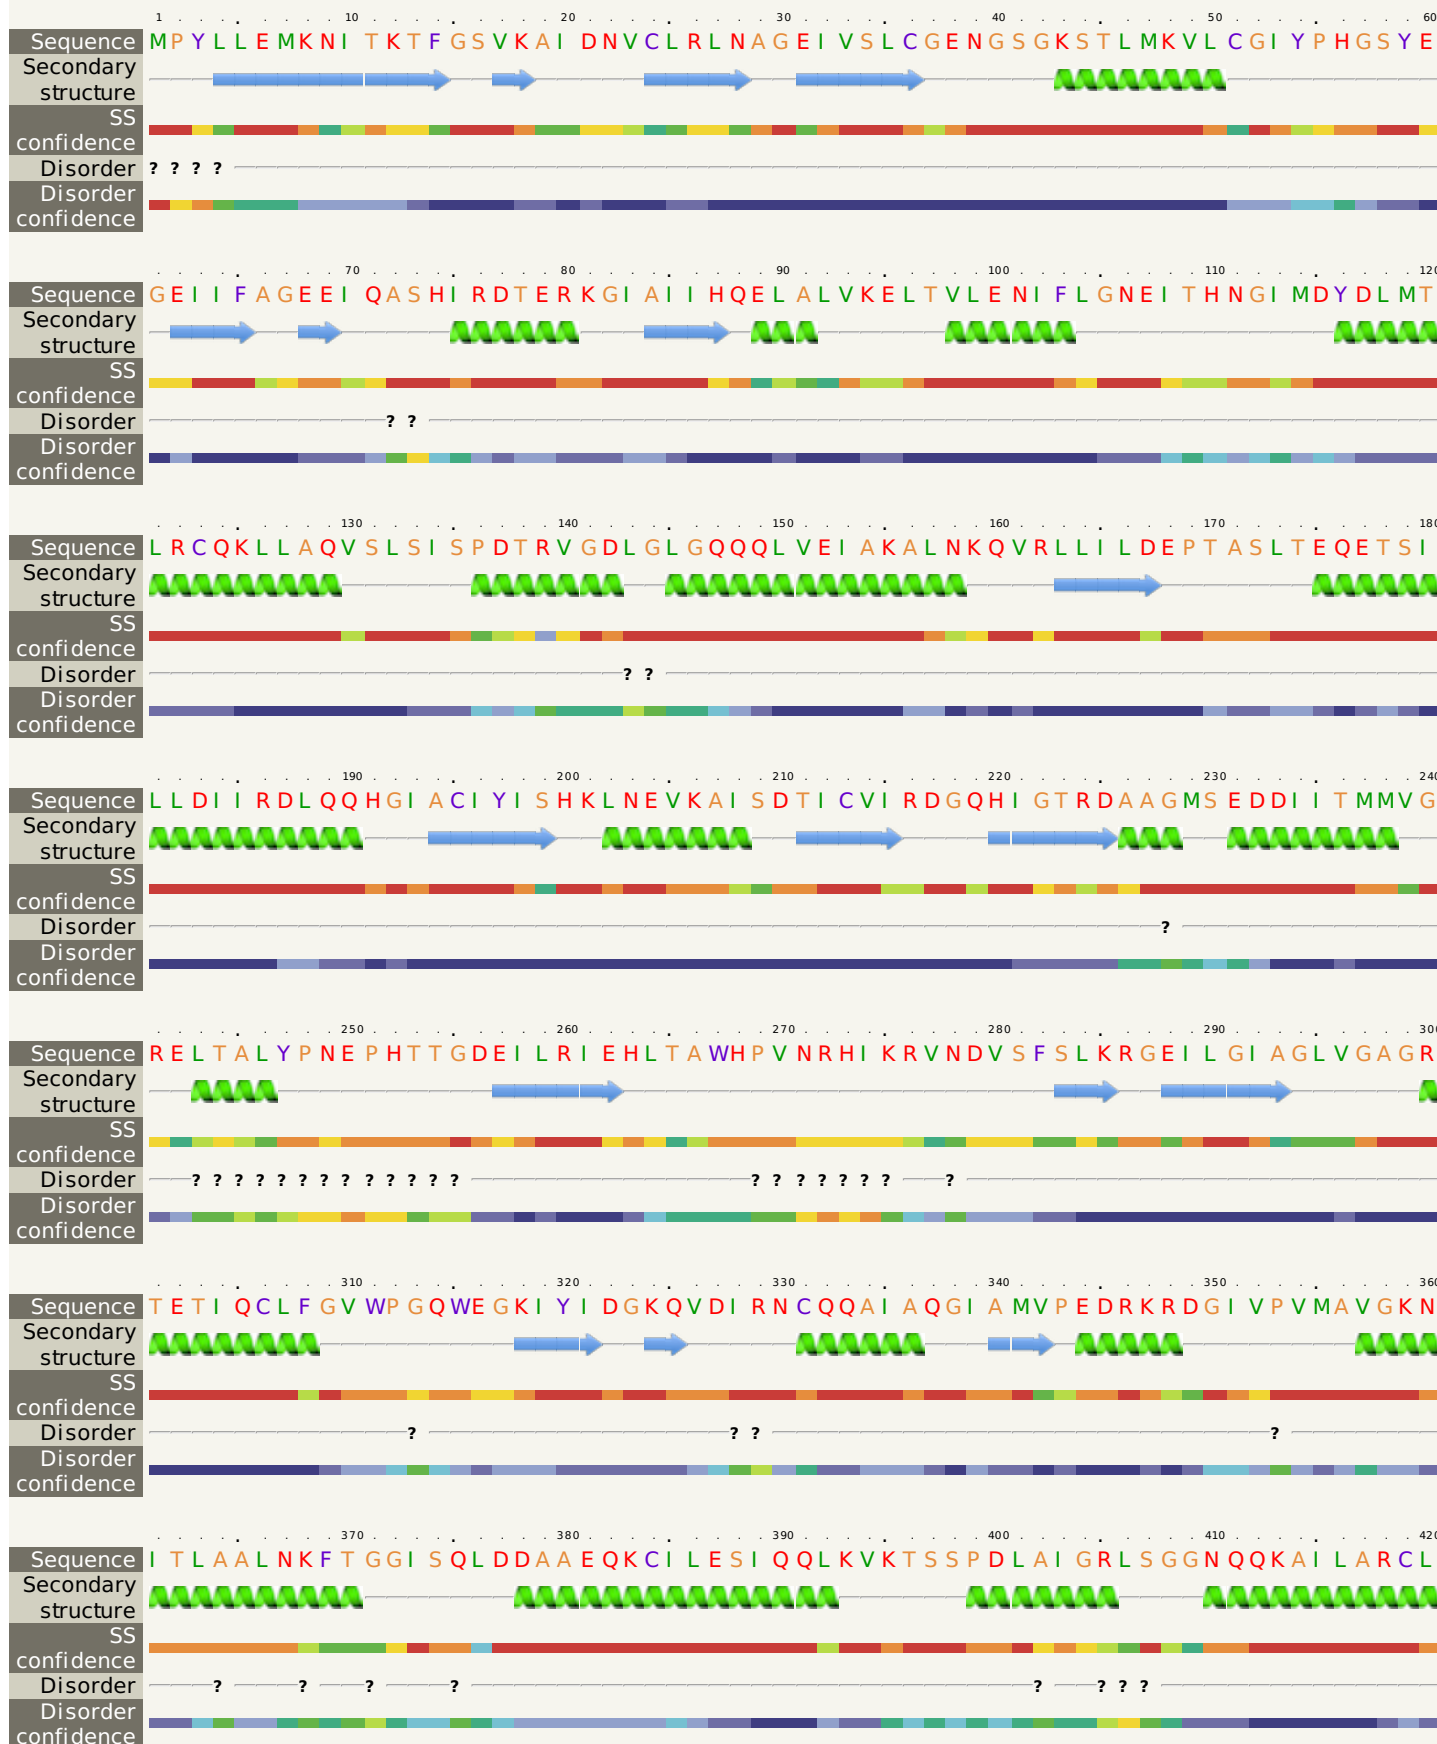 1 10 20 30 40 50 60
Sequence MPYLLEMKNITKTFGSVKAIDNVCLRLNAGEIVSLCGENGSGKSTLMKVLCGIYPHGSYE
Secondary
structure
SS
confidence
Disorder ? ? ? ?
Disorder
confidence
70 80 90 100 110 120
Sequence GEIIFAGEEIQASHIRDTERKGIAIIHQELALVKELTVLENIFLGNEITHNGIMDYDLMT
Secondary
structure
SS
confidence
Disorder ? ?
Disorder
confidence
130 140 150 160 170 180
Sequence LRCQKLLAQVSLSISPDTRVGDLGLGQQQLVEIAKALNKQVRLLILDEPTASLTEQETSI
Secondary
structure
SS
confidence
Disorder ? ?
Disorder
confidence
190 200 210 220 230 240
Sequence LLDIIRDLQQHGIACIYISHKLNEVKAISDTICVIRDGQHIGTRDAAGMSEDDIITMMVG
Secondary
structure
SS
confidence
Disorder ?
Disorder
confidence
250 260 270 280 290 300
Sequence RELTALYPNEPHTTGDEILRIEHLTAWHPVNRHIKRVNDVSFSLKRGEILGIAGLVGAGR
Secondary
structure
SS
confidence
Disorder ? ? ? ? ? ? ? ? ? ? ? ? ? ? ? ? ? ? ? ? ?
Disorder
confidence
310 320 330 340 350 360
Sequence TETIQCLFGVWPGQWEGKIYIDGKQVDIRNCQQAIAQGIAMVPEDRKRDGIVPVMAVGKN
Secondary
structure
SS
confidence
Disorder ? ? ? ?
Disorder
confidence
370 380 390 400 410 420
Sequence ITLAALNKFTGGISQLDDAAEQKCILESIQQLKVKTSSPDLAIGRLSGGNQQKAILARCL
Secondary
structure
SS
confidence
Disorder ? ? ? ? ? ? ? ?
Disorder
confidence